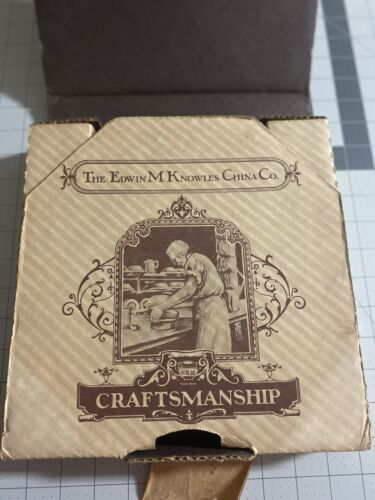 THE EDWIN M KNOWLES CHINA CO.
CRAFTSMANSHIP